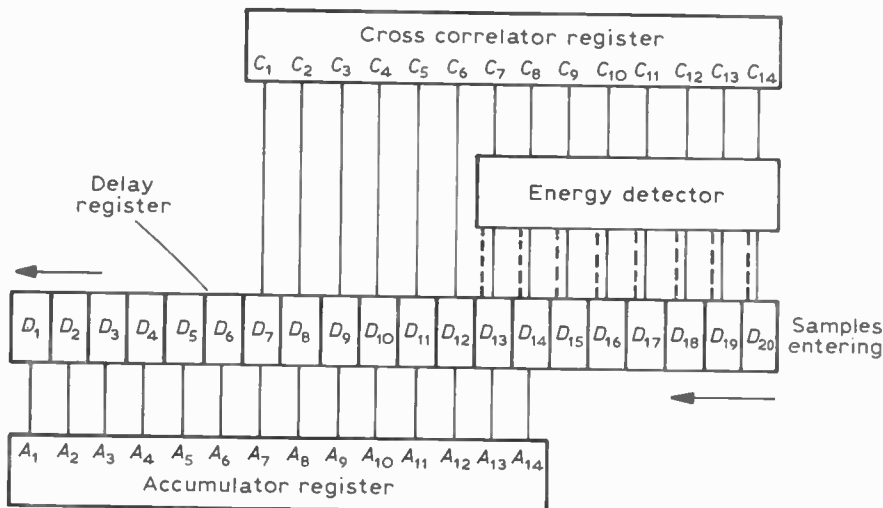 Cross correlator register
C1 C2 C3 C4 C5 C6 C7 C8 C9 C10 C11 C12 C13 C14
Energy detector
Delay
register
D1 D2 D3 D4 D5 D6 D7 D8 D9 D10 D11 D12 D13 D14 D15 D16 D17 D18 D19 D20
Samples
entering
A1 A2 A3 A4 A5 A6 A7 A8 A9 A10 A11 A12 A13 A14
Accumulator register